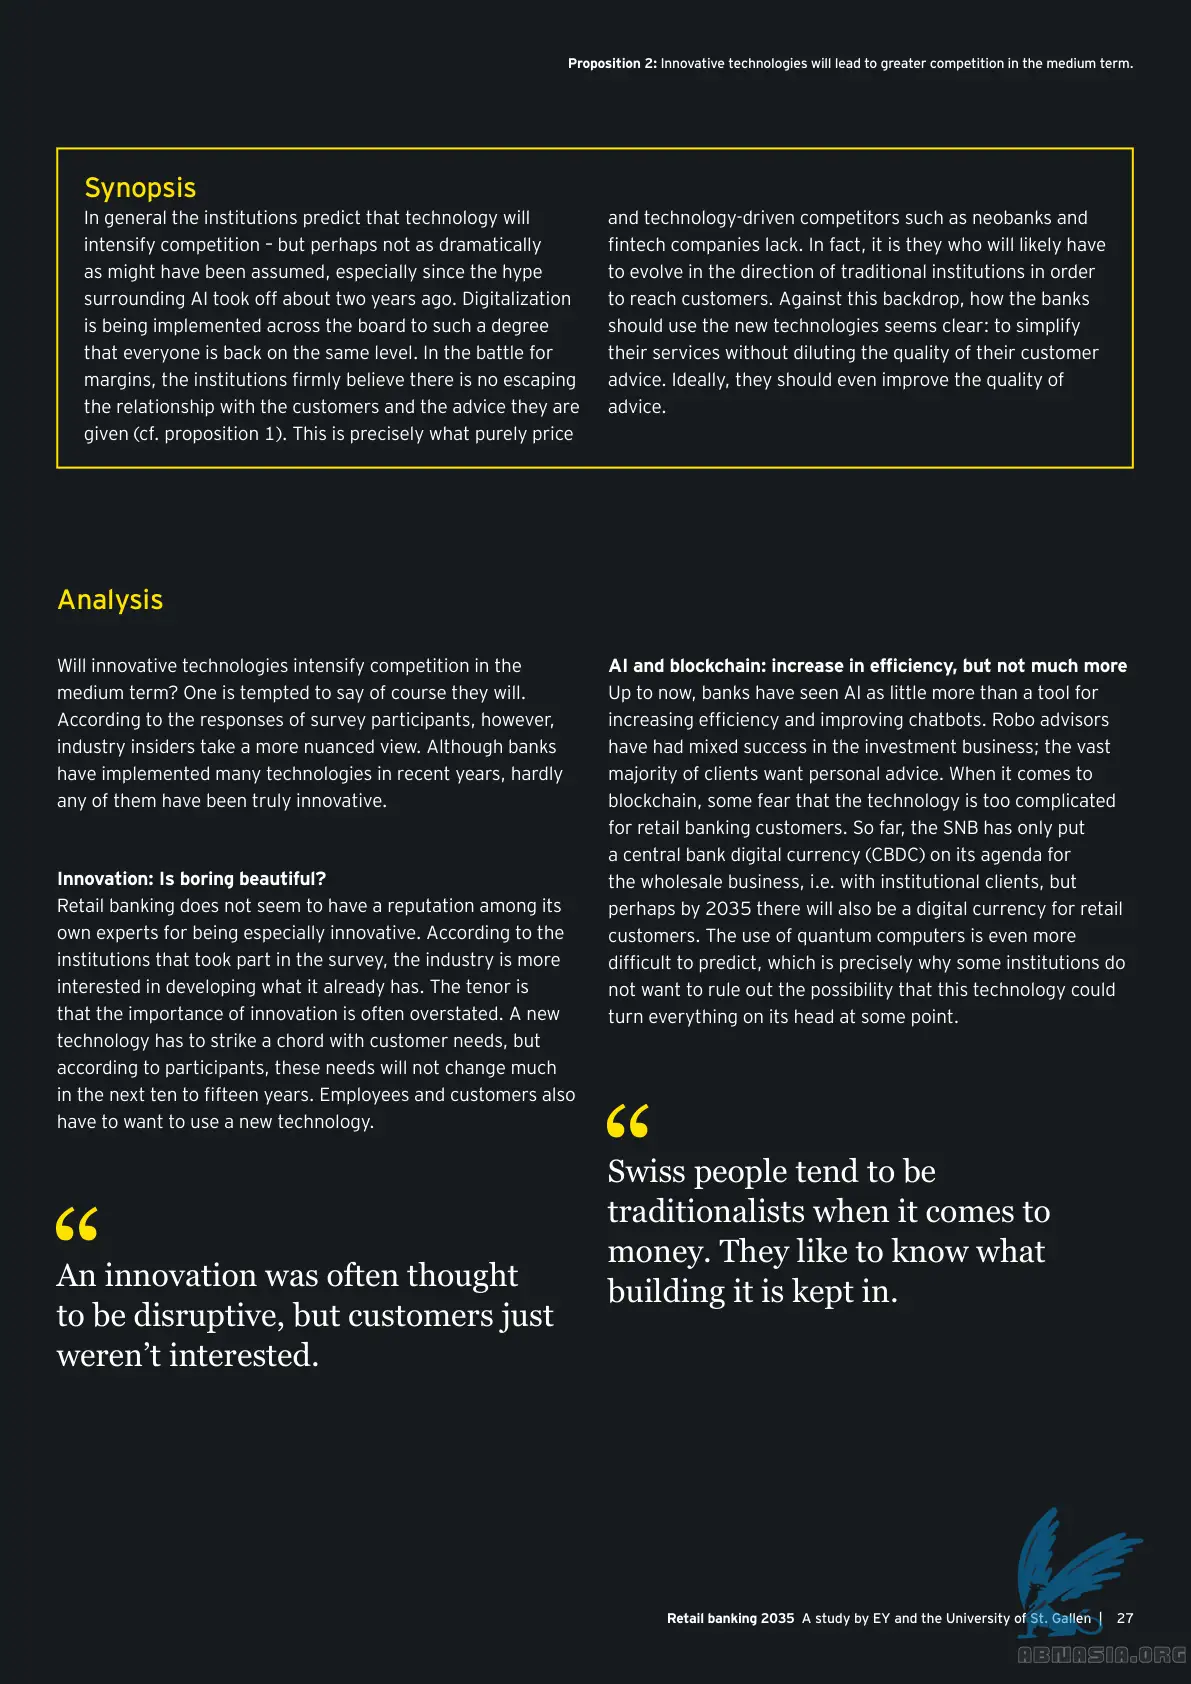 Proposition 2: Innovative technologies will lead to greater competition in the medium term.
Synopsis
In general the institutions predict that technology will
intensify competition – but perhaps not as dramatically
as might have been assumed, especially since the hype
surrounding AI took off about two years ago. Digitalization
is being implemented across the board to such a degree
that everyone is back on the same level. In the battle for
margins, the institutions firmly believe there is no escaping
the relationship with the customers and the advice they are
given (cf. proposition 1). This is precisely what purely price
and technology-driven competitors such as neobanks and
fintech companies lack. In fact, it is they who will likely have
to evolve in the direction of traditional institutions in order
to reach customers. Against this backdrop, how the banks
should use the new technologies seems clear: to simplify
their services without diluting the quality of their customer
advice. Ideally, they should even improve the quality of
advice.
Analysis
Will innovative technologies intensify competition in the
medium term? One is tempted to say of course they will.
According to the responses of survey participants, however,
industry insiders take a more nuanced view. Although banks
have implemented many technologies in recent years, hardly
any of them have been truly innovative.
Innovation: Is boring beautiful?
Retail banking does not seem to have a reputation among its
own experts for being especially innovative. According to the
institutions that took part in the survey, the industry is more
interested in developing what it already has. The tenor is
that the importance of innovation is often overstated. A new
technology has to strike a chord with customer needs, but
according to participants, these needs will not change much
in the next ten to fifteen years. Employees and customers also
have to want to use a new technology.
“
An innovation was often thought
to be disruptive, but customers just
weren’t interested.
AI and blockchain: increase in efficiency, but not much more
Up to now, banks have seen AI as little more than a tool for
increasing efficiency and improving chatbots. Robo advisors
have had mixed success in the investment business; the vast
majority of clients want personal advice. When it comes to
blockchain, some fear that the technology is too complicated
for retail banking customers. So far, the SNB has only put
a central bank digital currency (CBDC) on its agenda for
the wholesale business, i.e. with institutional clients, but
perhaps by 2035 there will also be a digital currency for retail
customers. The use of quantum computers is even more
difficult to predict, which is precisely why some institutions do
not want to rule out the possibility that this technology could
turn everything on its head at some point.
“
Swiss people tend to be
traditionalists when it comes to
money. They like to know what
building it is kept in.
Retail banking 2035 A study by EY and the University of St. Gallen | 27
ABNASIA.ORG